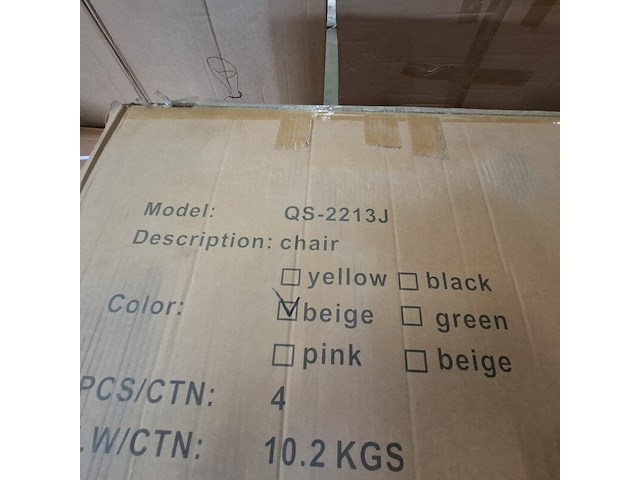 Model: QS-2213J
Description: chair
yellow black
Color: beige green
pink beige
PCS/CTN: 4
.W/CTN: 10.2 KGS